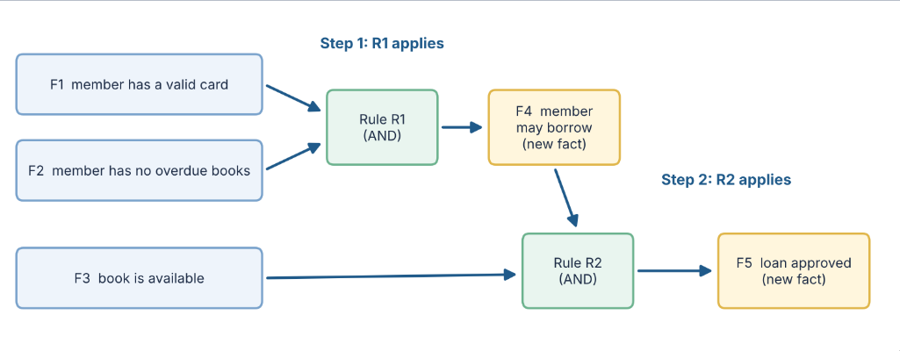 Step 1: R1 applies
F1 member has a valid card
Rule R1
(AND)
F4 member
may borrow
(new fact)
F2 member has no overdue books
Step 2: R2 applies
F3 book is available
Rule R2
(AND)
F5 loan approved
(new fact)